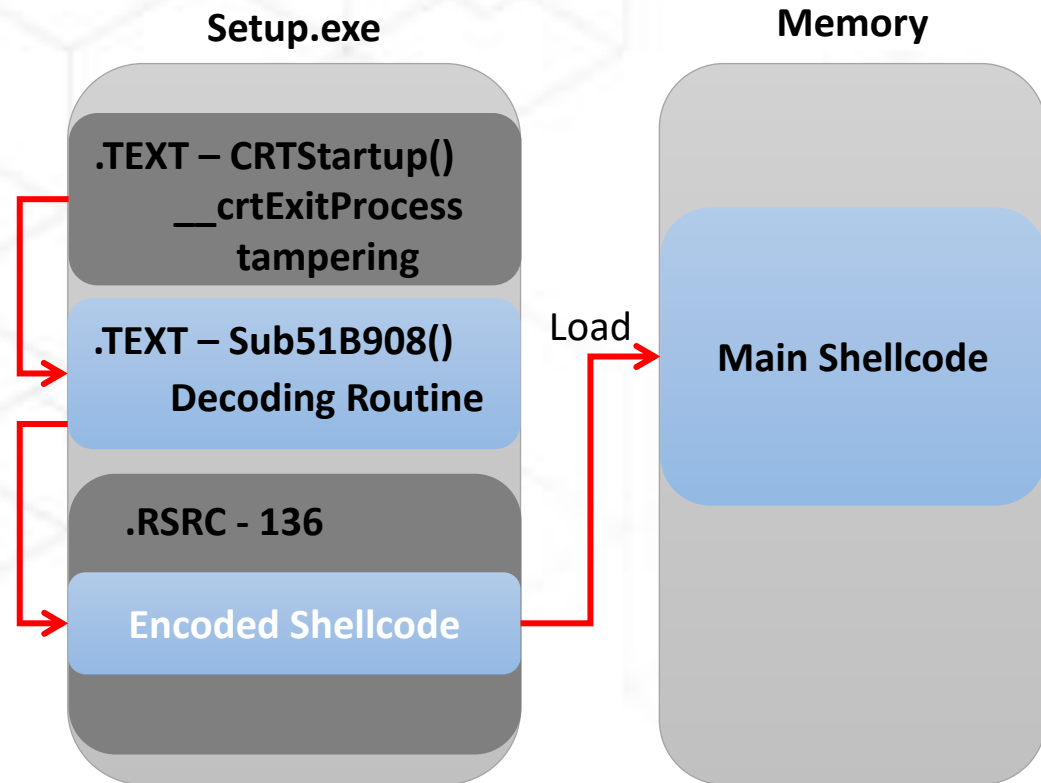 Setup.exe
.TEXT – CRTStartup()
__crtExitProcess
tampering
.TEXT – Sub51B908()
Decoding Routine
.RSRC - 136
Encoded Shellcode
Load
Memory
Main Shellcode